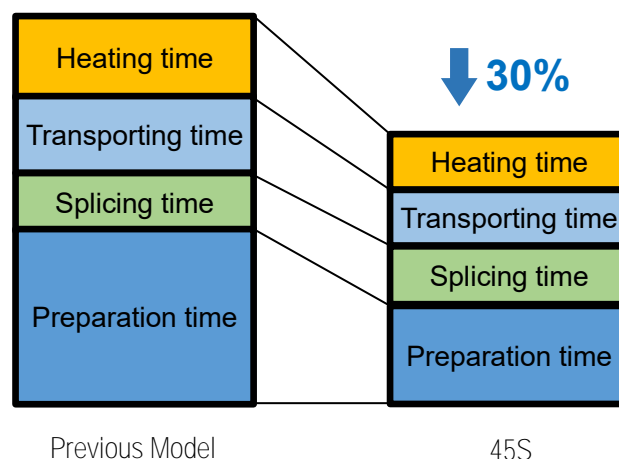 Heating time
Transporting time
Splicing time
Preparation time
Previous Model
30%
Heating time
Transporting time
Splicing time
Preparation time
45S